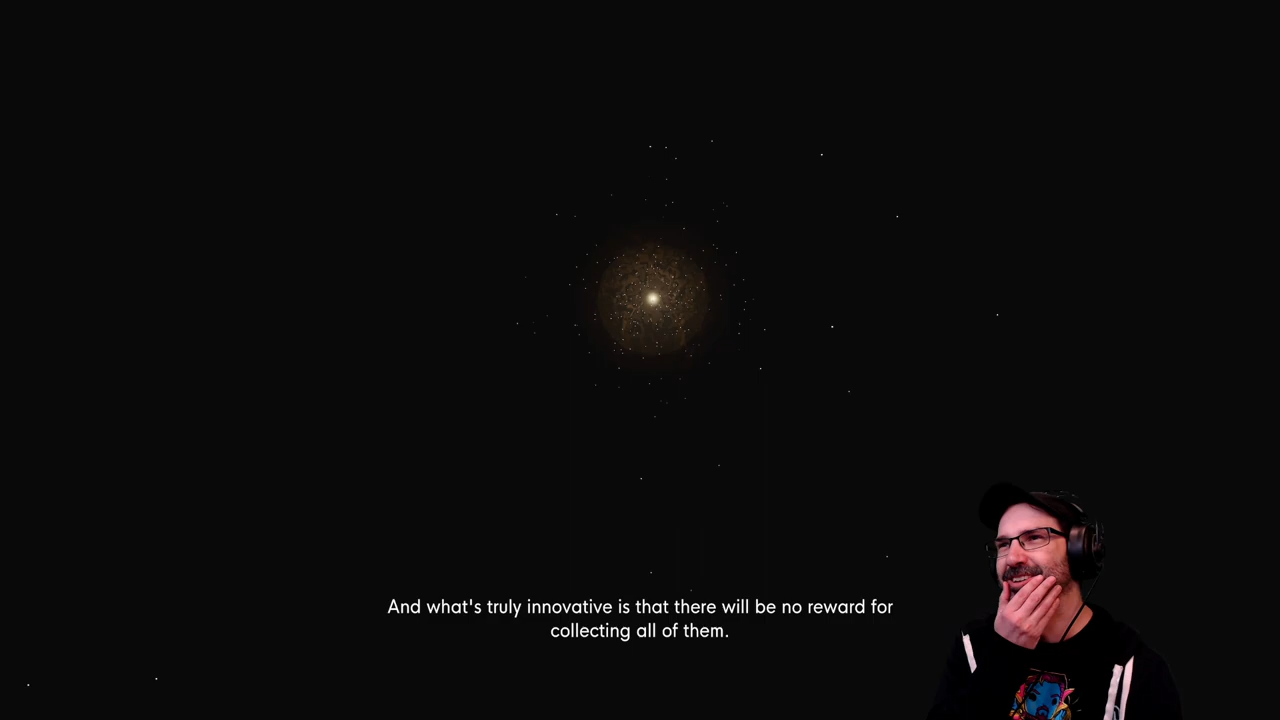 And what's truly innovative is that there will be no reward for
collecting all of them.